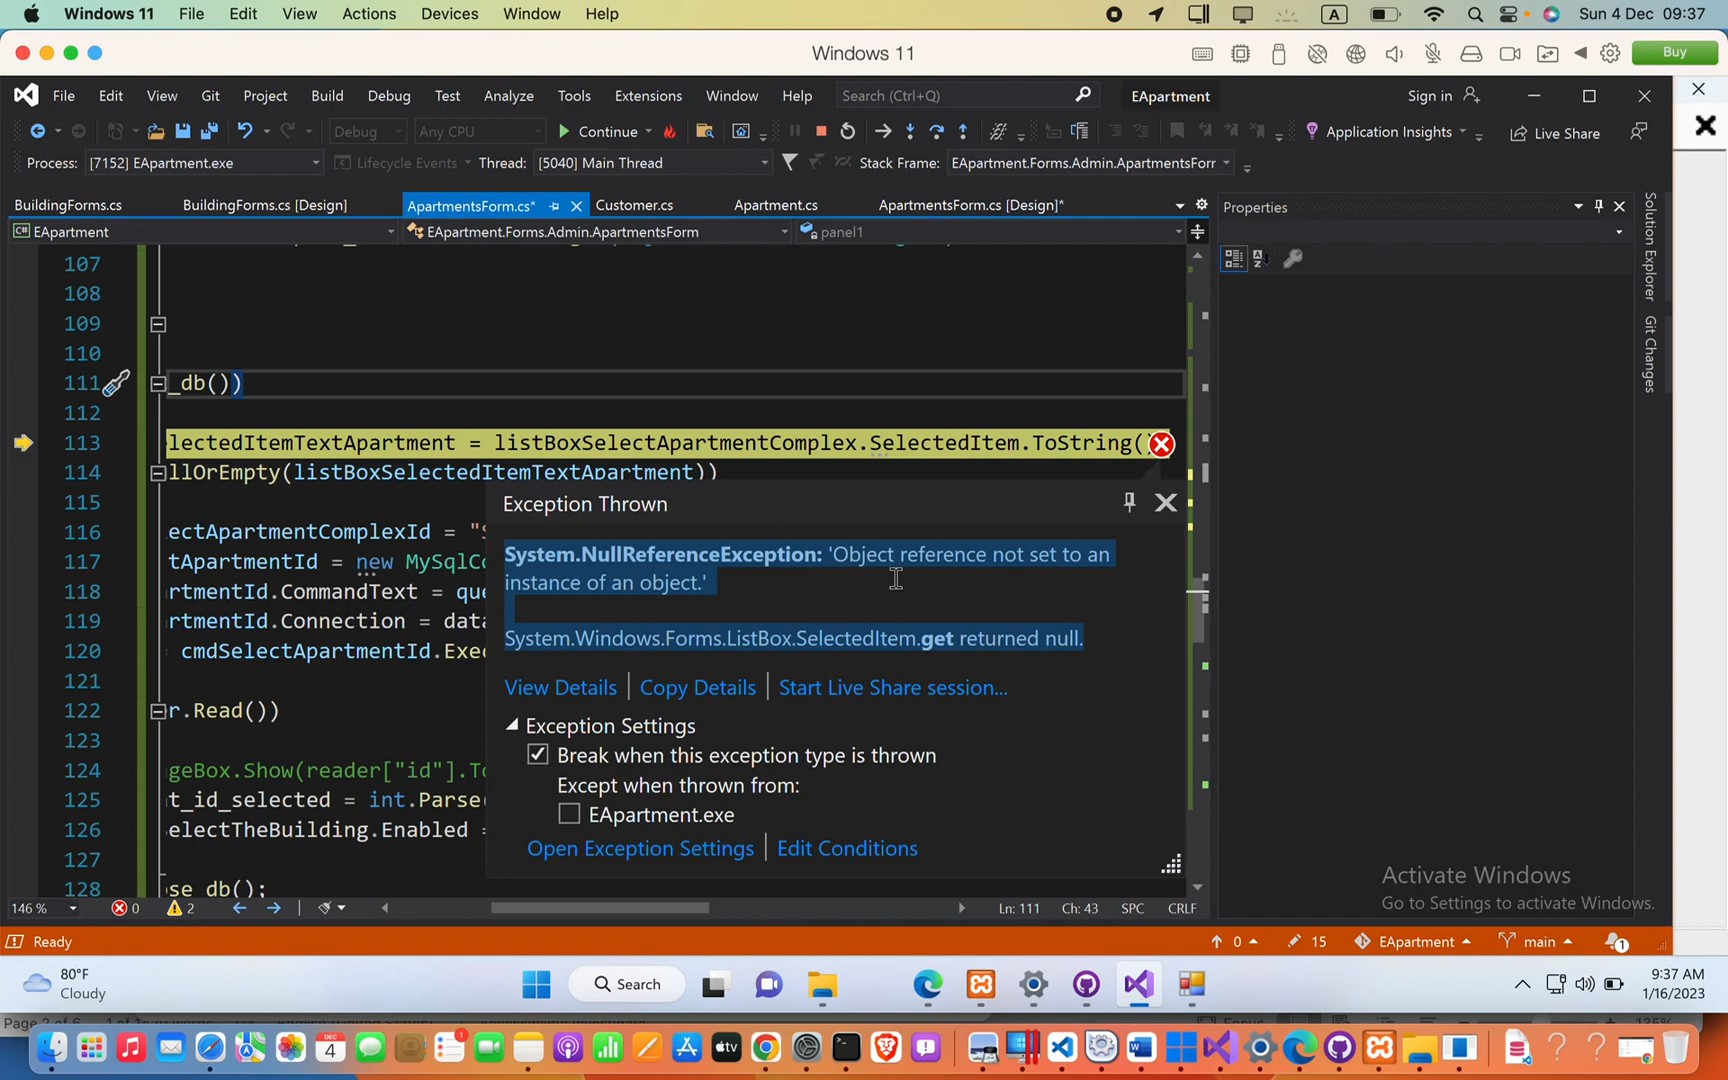 Windows 11 File Edit View Actions Devices Window Help A Sun 4 Dec 09:37
Windows 11 Buy
File Edit View Git Project Build Debug Test Analyze Tools Extensions Window Help Search (Ctrl+Q) EApartment Sign in
Debug Any CPU Continue Application Insights Live Share
Process: [7152] EApartment.exe Lifecycle Events Thread: [5040] Main Thread Stack Frame: EApartment.Forms.Admin.ApartmentsForr
BuildingForms.cs BuildingForms.cs [Design] ApartmentsForm.cs* Customer.cs Apartment.cs ApartmentsForm.cs [Design]* Properties
C# EApartment EApartment.Forms.Admin.ApartmentsForm panel1
107
108
109
110
111 _db())
112
113 lectedItemTextApartment = listBoxSelectApartmentComplex.SelectedItem.ToString()
114 llOrEmpty(listBoxSelectedItemTextApartment))
115 Exception Thrown
116 ectApartmentComplexId = "S
System.NullReferenceException: 'Object reference not set to an
117 tApartmentId = new MySqlCo
instance of an object.'
118 rtmentId.CommandText = que
119 rtmentId.Connection = data
System.Windows.Forms.ListBox.SelectedItem.get returned null.
120 cmdSelectApartmentId.Exec
121 View Details Copy Details Start Live Share session...
122 r.Read())
Exception Settings
123 Break when this exception type is thrown
124 geBox.Show(reader["id"].To
Except when thrown from:
125 t_id_selected = int.Parse(
EApartment.exe
126 electTheBuilding.Enabled =
127 Open Exception Settings Edit Conditions
128 se_db();
Solution Explorer
Git Changes
Activate Windows
Go to Settings to activate Windows.
146 % 0 2 Ln: 111 Ch: 43 SPC CRLF
Ready 0 15 EApartment main 1
80°F
Cloudy
Search
9:37 AM
1/16/2023
DEC
4
1
tv